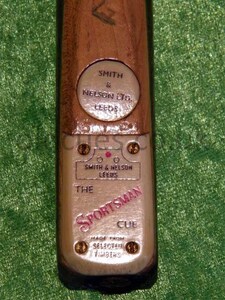 SMITH
&
NELSON LTD.
LEEDS
SMITH & NELSON
LEEDS
THE
SPORTSMAN
CUE
MADE FROM
SELECTED
TIMBERS